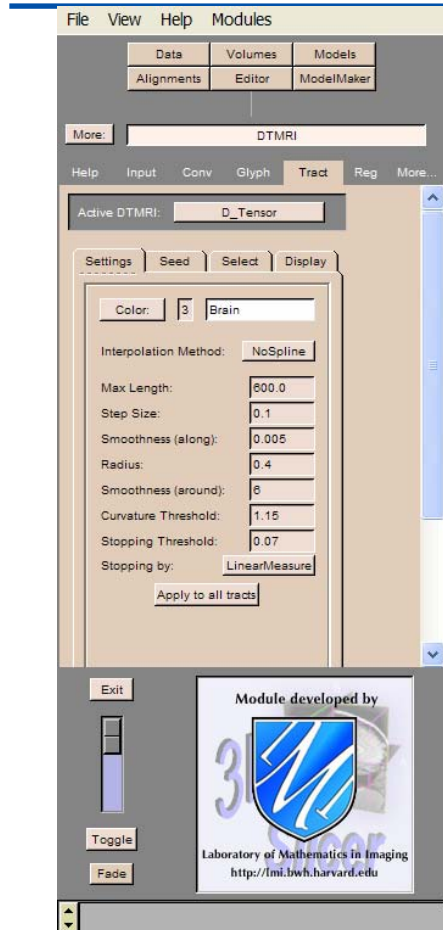 File View Help Modules
Data Volumes Models
Alignments Editor ModelMaker
More: DTMRI
Help Input Conv Glyph Tract Reg More...
Active DTMRI: D_Tensor
Settings Seed Select Display
Color: 3 Brain
Interpolation Method: NoSpline
Max Length: 600.0
Step Size: 0.1
Smoothness (along): 0.005
Radius: 0.4
Smoothness (around): 6
Curvature Threshold: 1.15
Stopping Threshold: 0.07
Stopping by: LinearMeasure
Apply to all tracts
Exit
Toggle
Fade
Module developed by
3D
Slicer
LMI
Laboratory of Mathematics in Imaging
http://lmi.bwh.harvard.edu